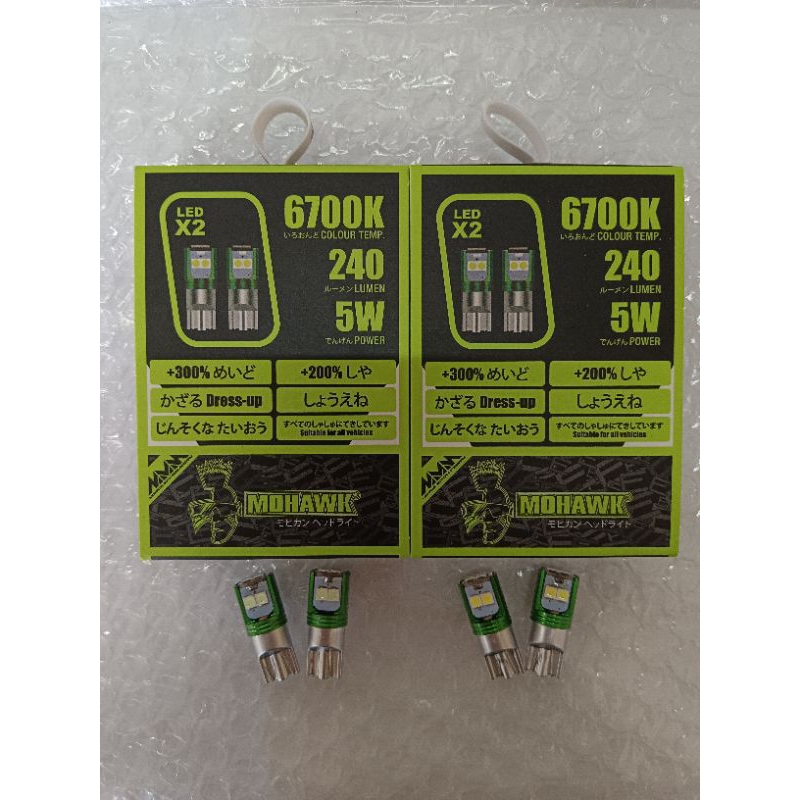 LED
X2
6700K
いろおんど COLOUR TEMP.
240
ルーメン LUMEN
5W
でんげん POWER
+300% めいど
+200% しや
かざる Dress-up
しょうえね
じんそくな たいおう
すべてのしゃしゅにてきしています
Suitable for all vehicles
MOHAWK
モヒカン ヘッドライト
LED
X2
6700K
いろおんど COLOUR TEMP.
240
ルーメン LUMEN
5W
でんげん POWER
+300% めいど
+200% しや
かざる Dress-up
しょうえね
じんそくな たいおう
すべてのしゃしゅにてきしています
Suitable for all vehicles
MOHAWK
モヒカン ヘッドライト